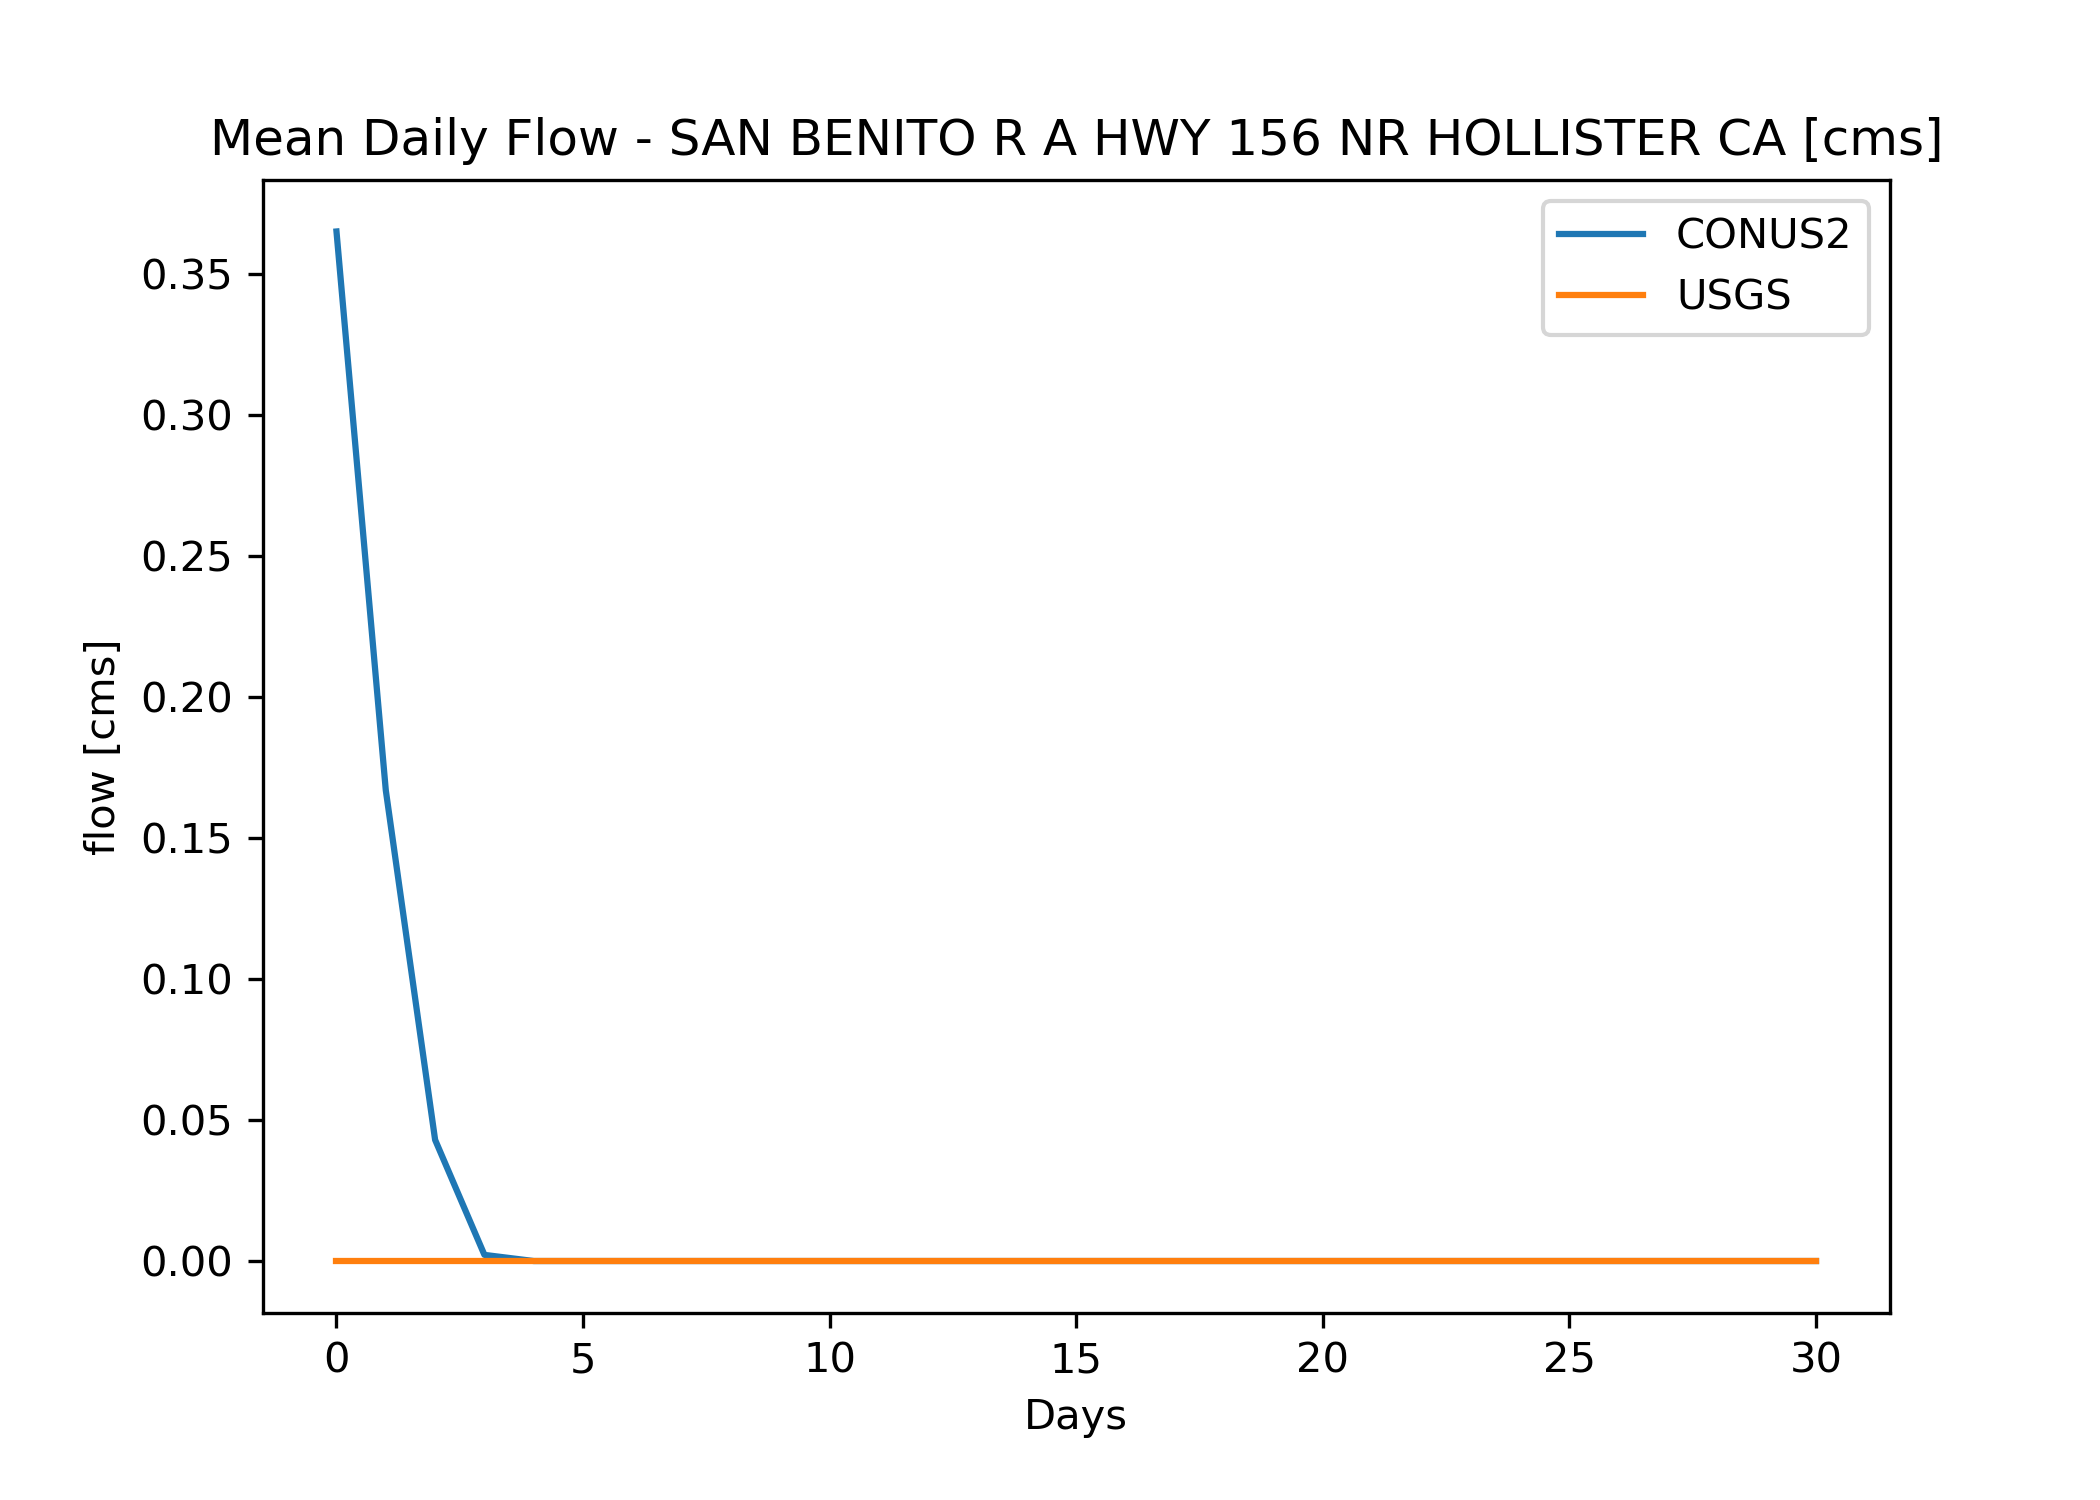 Mean Daily Flow - SAN BENITO R A HWY 156 NR HOLLISTER CA [cms]
CONUS2
USGS
flow [cms]
0.35
0.30
0.25
0.20
0.15
0.10
0.05
0.00
0 5 10 15 20 25 30
Days